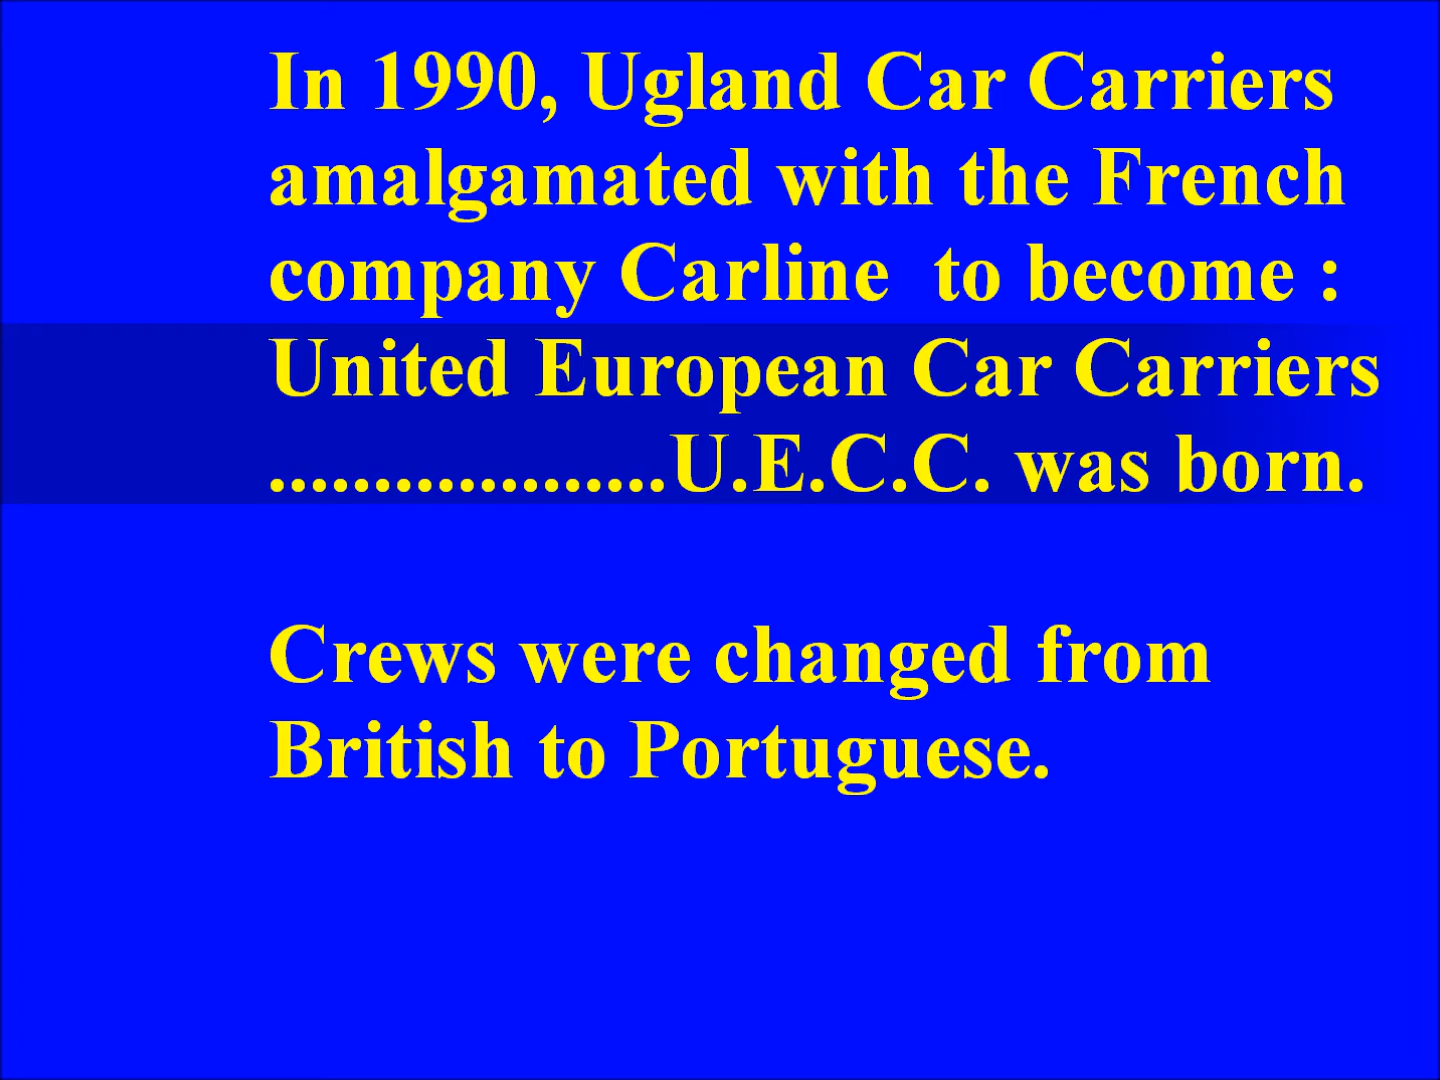 In 1990, Ugland Car Carriers
amalgamated with the French
company Carline  to become :
United European Car Carriers
...................U.E.C.C. was born.
Crews were changed from
British to Portuguese.